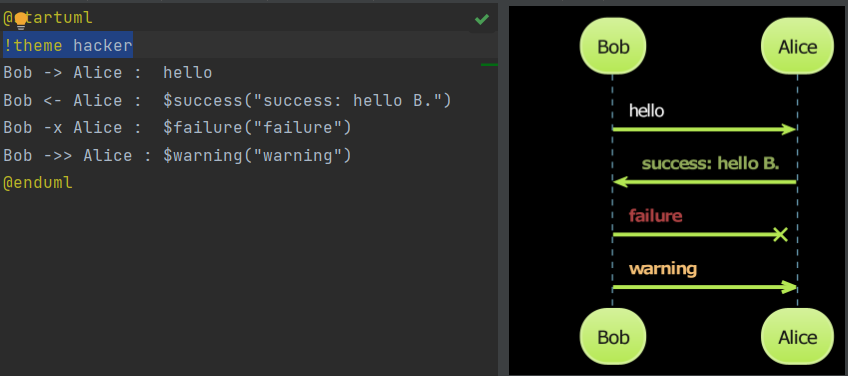 @startuml
!theme hacker
Bob -> Alice :  hello
Bob <- Alice :  $success("success: hello B.")
Bob -x Alice :  $failure("failure")
Bob ->> Alice : $warning("warning")
@enduml
Bob Alice
hello
success: hello B.
failure
warning
Bob Alice